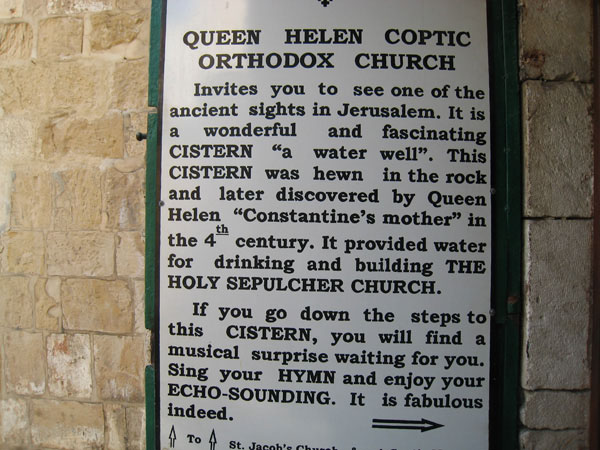 QUEEN HELEN COPTIC
ORTHODOX CHURCH
Invites you to see one of the
ancient sights in Jerusalem. It is
a wonderful and fascinating
CISTERN "a water well". This
CISTERN was hewn in the rock
and later discovered by Queen
Helen "Constantine's mother" in
the 4th century. It provided water
for drinking and building THE
HOLY SEPULCHER CHURCH.
If you go down the steps to
this CISTERN, you will find a
musical surprise waiting for you.
Sing your HYMN and enjoy your
ECHO-SOUNDING. It is fabulous
indeed.
To St. Jacob's Church